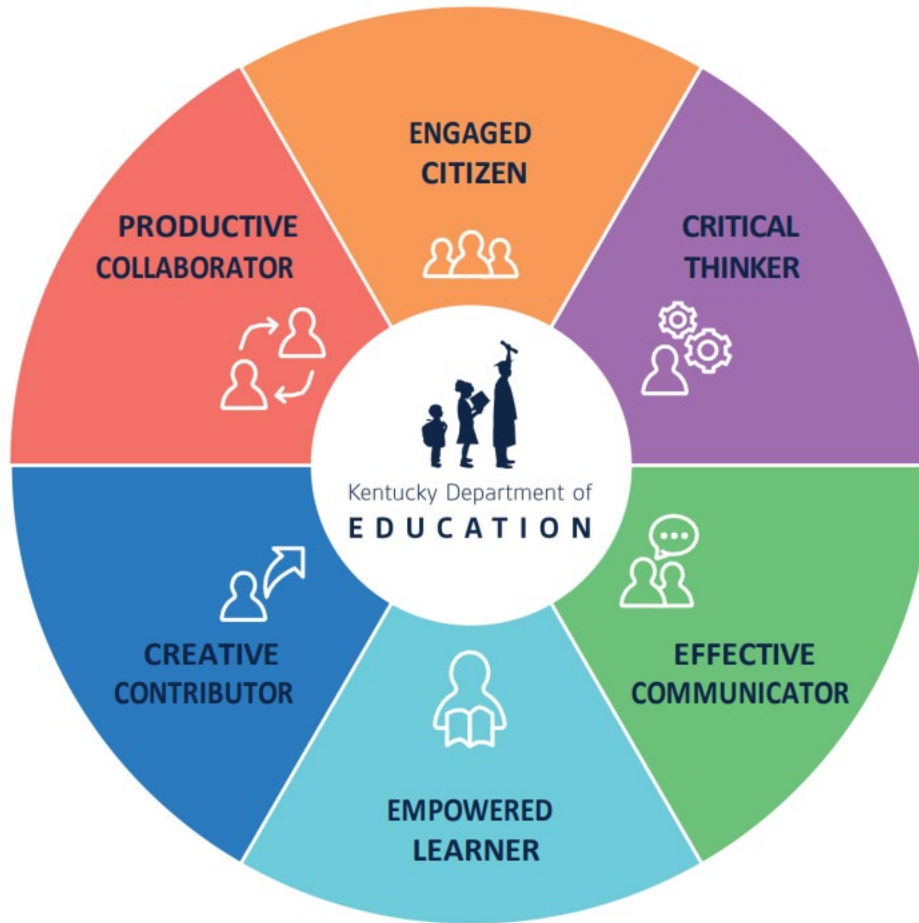 ENGAGED
CITIZEN
CRITICAL
THINKER
EFFECTIVE
COMMUNICATOR
EMPOWERED
LEARNER
CREATIVE
CONTRIBUTOR
PRODUCTIVE
COLLABORATOR
Kentucky Department of
EDUCATION